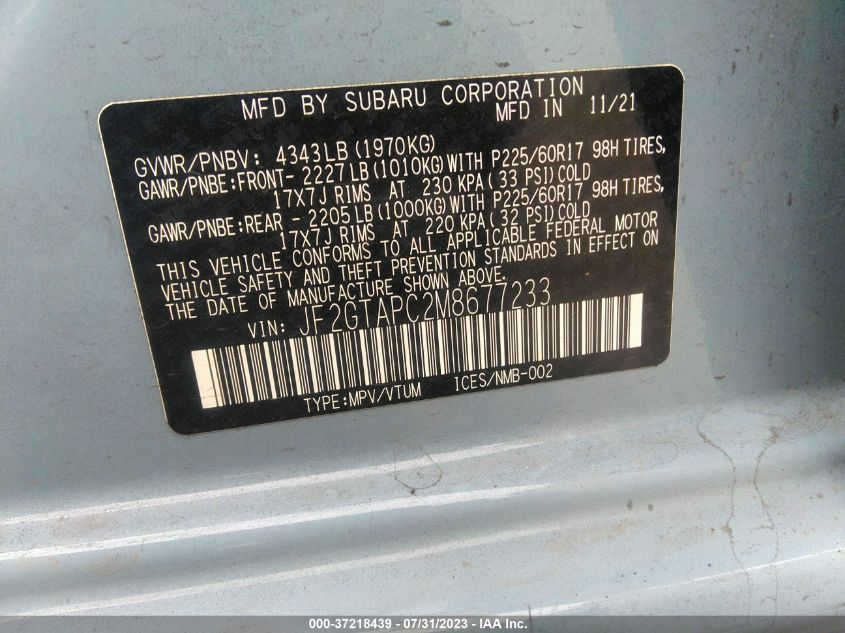 MFD BY SUBARU CORPORATION
MFD IN 11/21
GVWR/PNBV: 4343LB(1970KG)
GAWR/PNBE:FRONT- 2227LB(1010KG)WITH P225/60R17 98H TIRES,
17X7J RIMS AT 230 KPA(33 PSI)COLD
GAWR/PNBE:REAR - 2205LB(1000KG)WITH P225/60R17 98H TIRES,
17X7J RIMS AT 220 KPA(32 PSI)COLD
THIS VEHICLE CONFORMS TO ALL APPLICABLE FEDERAL MOTOR
VEHICLE SAFETY AND THEFT PREVENTION STANDARDS IN EFFECT ON
THE DATE OF MANUFACTURE SHOWN ABOVE.
VIN: JF2GTAPC2M8677233
TYPE:MPV/VTUM ICES/NMB-002
000-37218439 - 07/31/2023 - IAA Inc.